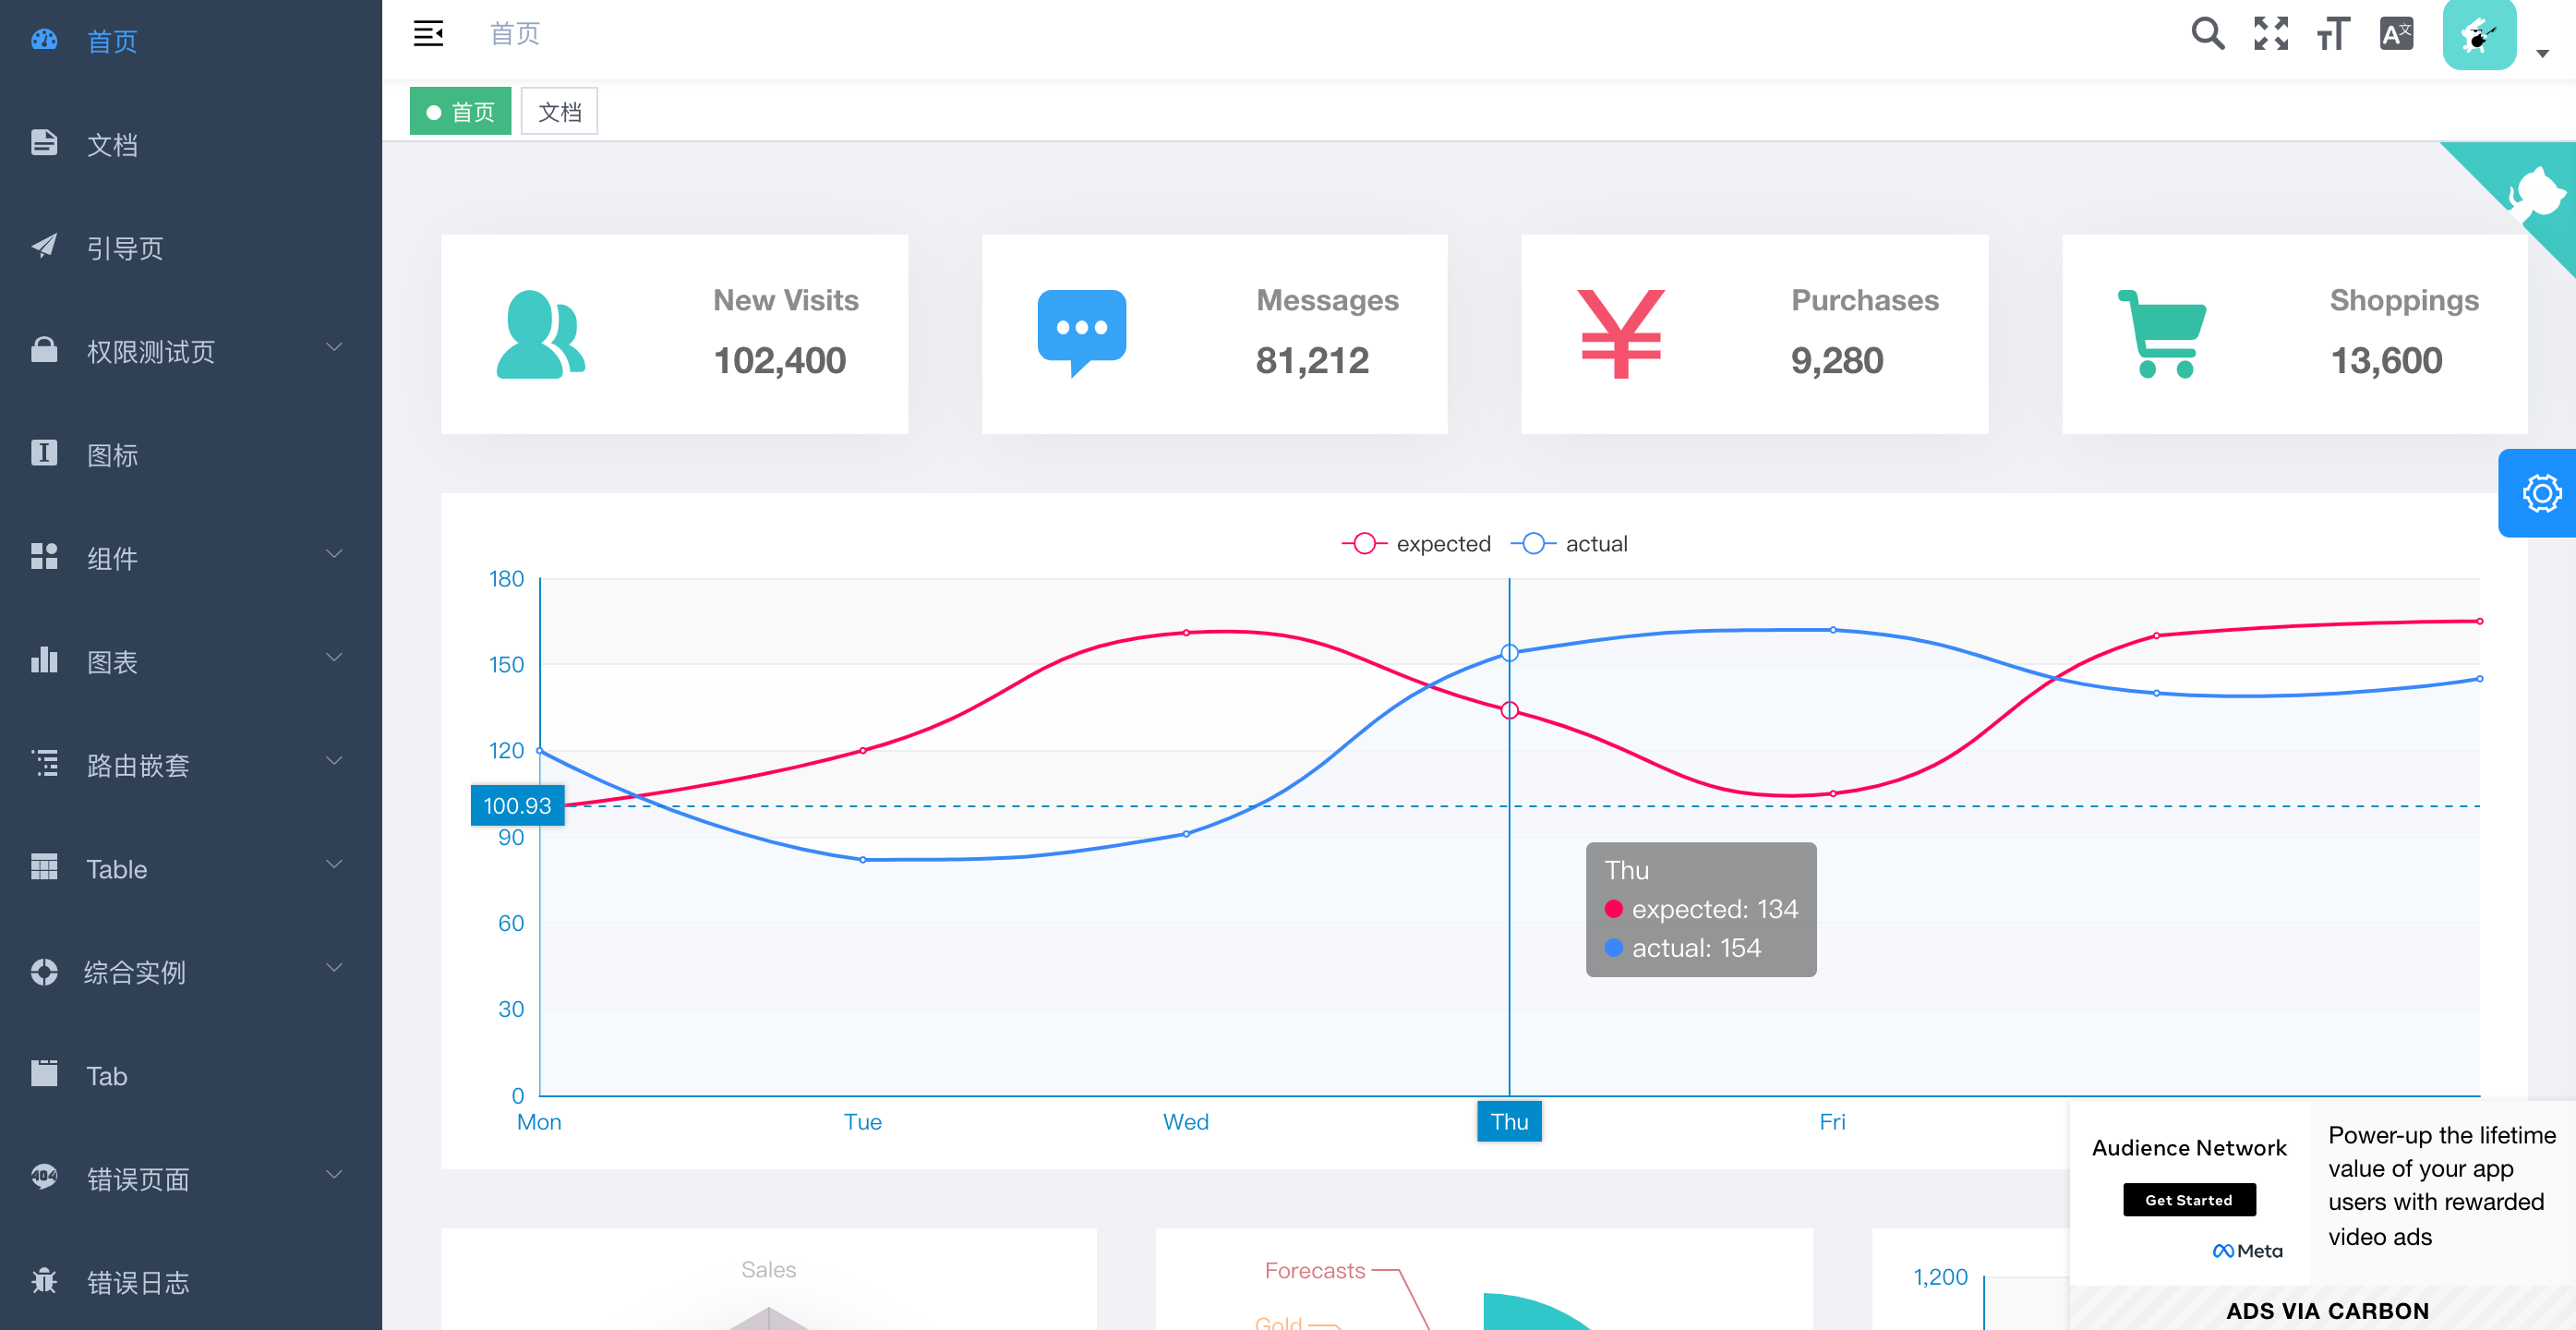 首页
文档
引导页
权限测试页
图标
组件
图表
路由嵌套
Table
综合实例
Tab
错误页面
错误日志
首页
首页
文档
New Visits
102,400
Messages
81,212
Purchases
9,280
Shoppings
13,600
expected actual
180
150
120
100.93
90
60
30
0
Mon Tue Wed Thu Fri
Thu
expected: 134
actual: 154
Sales
Forecasts
Gold
1,200
Audience Network
Get Started
Meta
Power-up the lifetime
value of your app
users with rewarded
video ads
ADS VIA CARBON
404